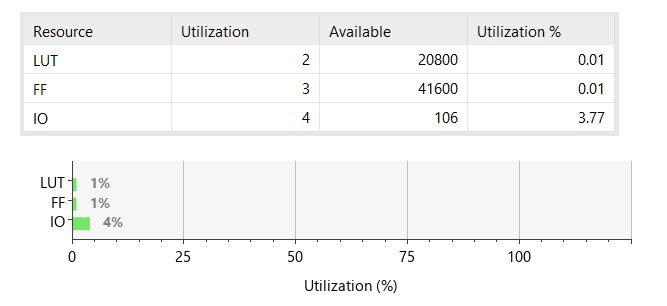 Resource Utilization Available Utilization %
LUT 2 20800 0.01
FF 3 41600 0.01
IO 4 106 3.77
LUT 1%
FF 1%
IO 4%
0 25 50 75 100
Utilization (%)